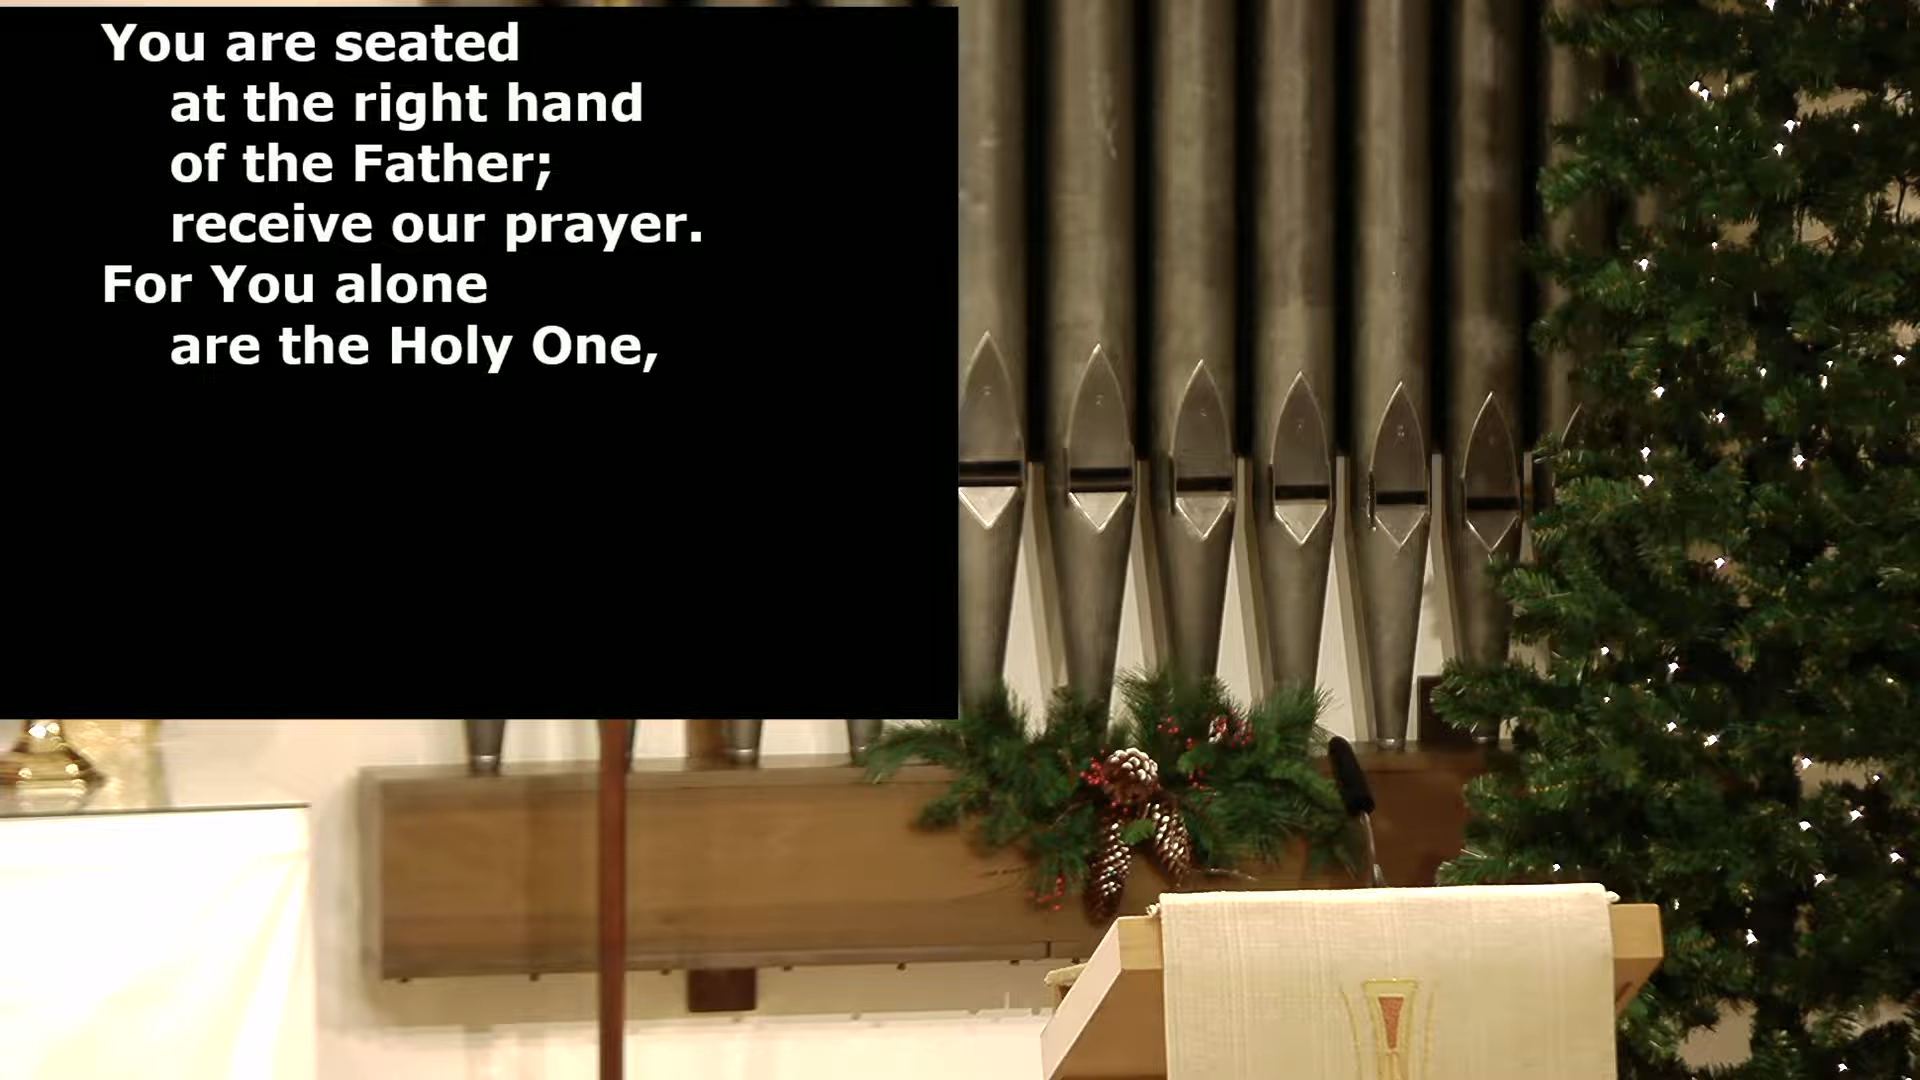 You are seated
at the right hand
of the Father;
receive our prayer.
For You alone
are the Holy One,